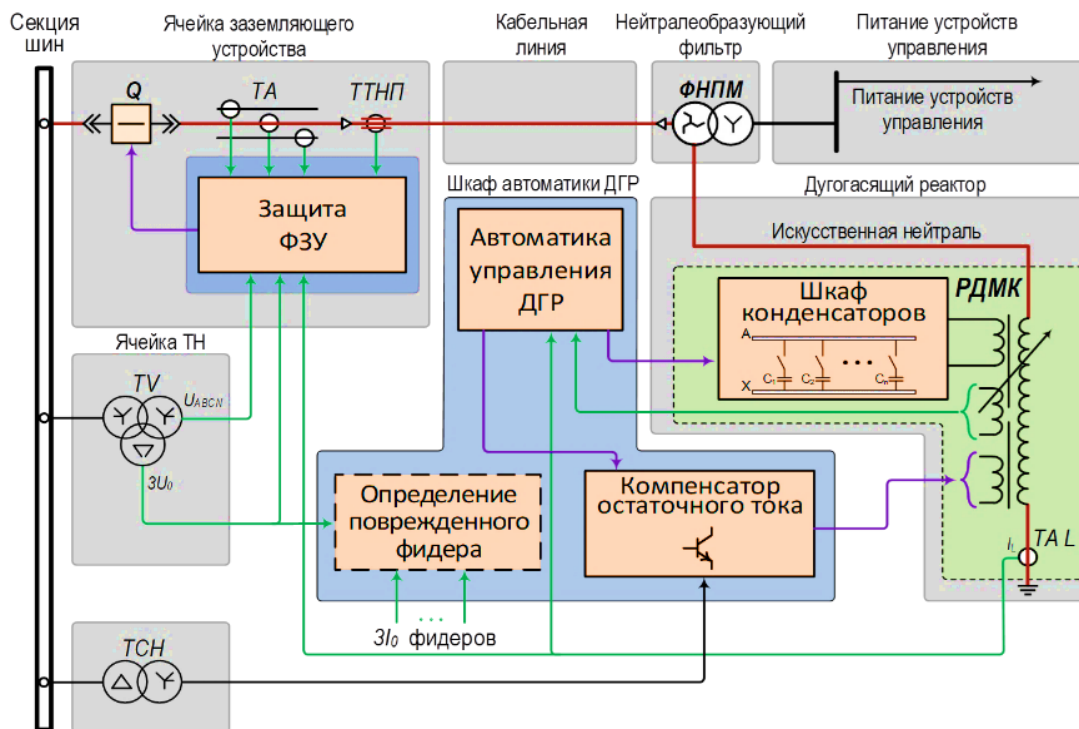 Секция
шин
Ячейка заземляющего
устройства
Кабельная
линия
Нейтралеобразующий
фильтр
Питание устройств
управления
Q
TA
ТТНП
ФНПМ
Питание устройств
управления
Защита
ФЗУ
Шкаф автоматики ДГР
Автоматика
управления
ДГР
Дугогасящий реактор
Искусственная нейтраль
РДМК
Шкаф
конденсаторов
A
C1 C2 ••• Cn
X
Ячейка ТН
TV
UABCN
3U0
Определение
поврежденного
фидера
Компенсатор
остаточного тока
IL
TA L
...
3I0 фидеров
ТСН